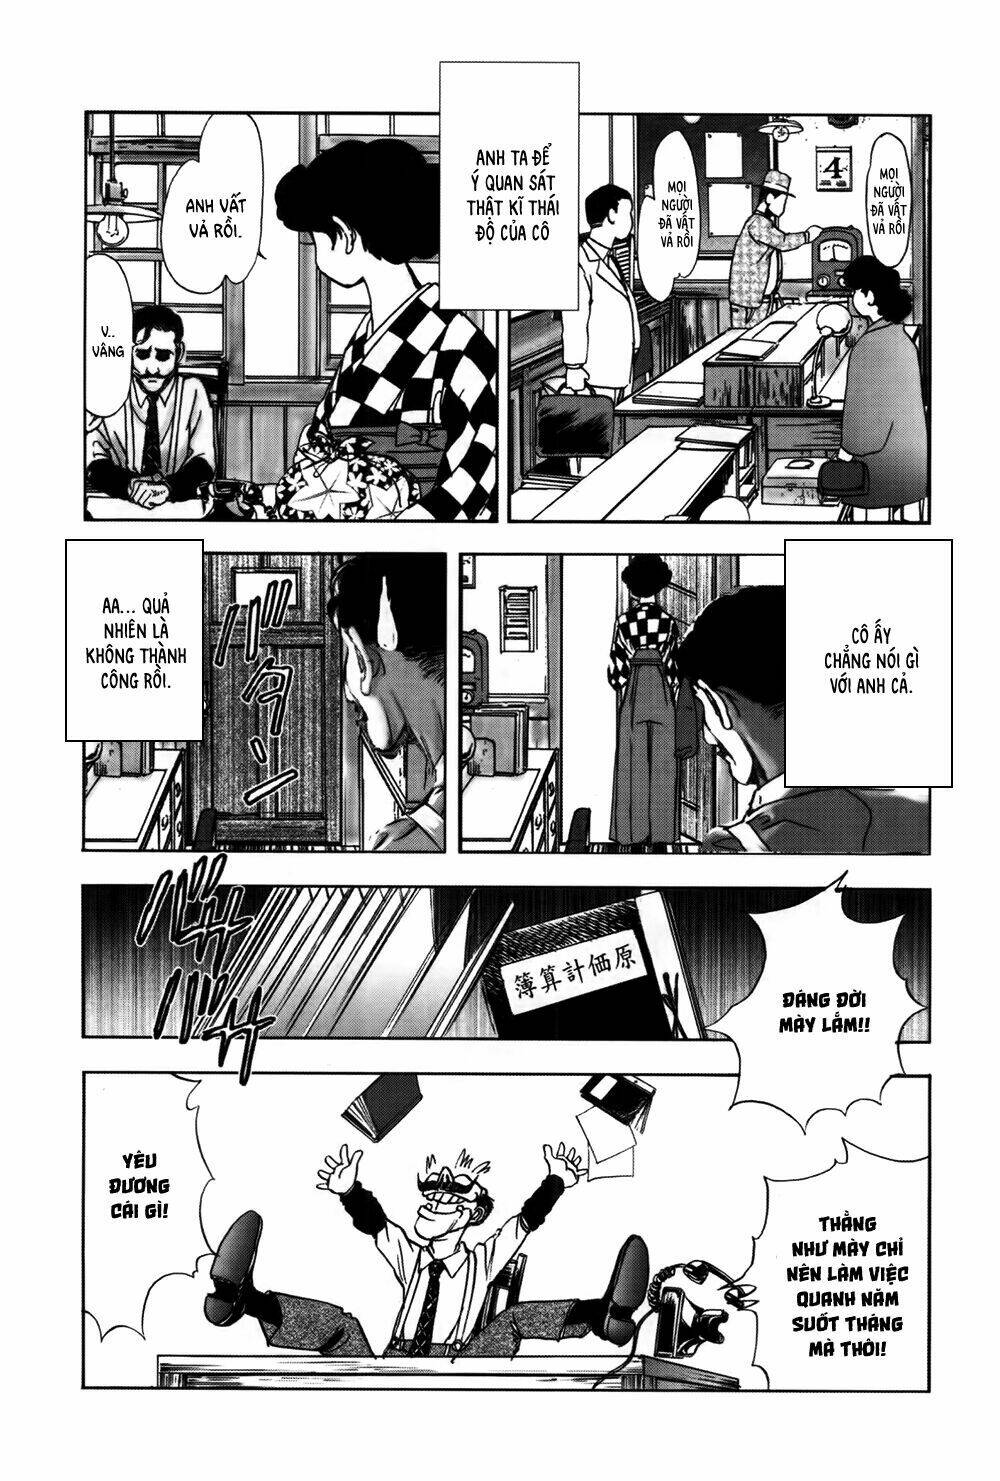 MỌI
NGƯỜI
ĐÃ VẤT
VẢ RỒI
4
MỌI
NGƯỜI
ĐÃ VẤT
VẢ RỒI
ANH TA ĐỂ
Ý QUAN SÁT
THẬT KĨ THÁI
ĐỘ CỦA CÔ
ANH VẤT
VẢ RỒI.
V..
VÂNG
CÔ ẤY
CHẲNG NÓI GÌ
VỚI ANH CẢ.
パタン
AA... QUẢ
NHIÊN LÀ
KHÔNG THÀNH
CÔNG RỒI.
ĐÁNG ĐỜI
MÀY LẮM!!
簿算計価原
バサ
バサ
THẰNG
NHƯ MÀY CHỈ
NÊN LÀM VIỆC
QUANH NĂM
SUỐT THÁNG
MÀ THÔI!
YÊU
ĐƯƠNG
CÁI GÌ!